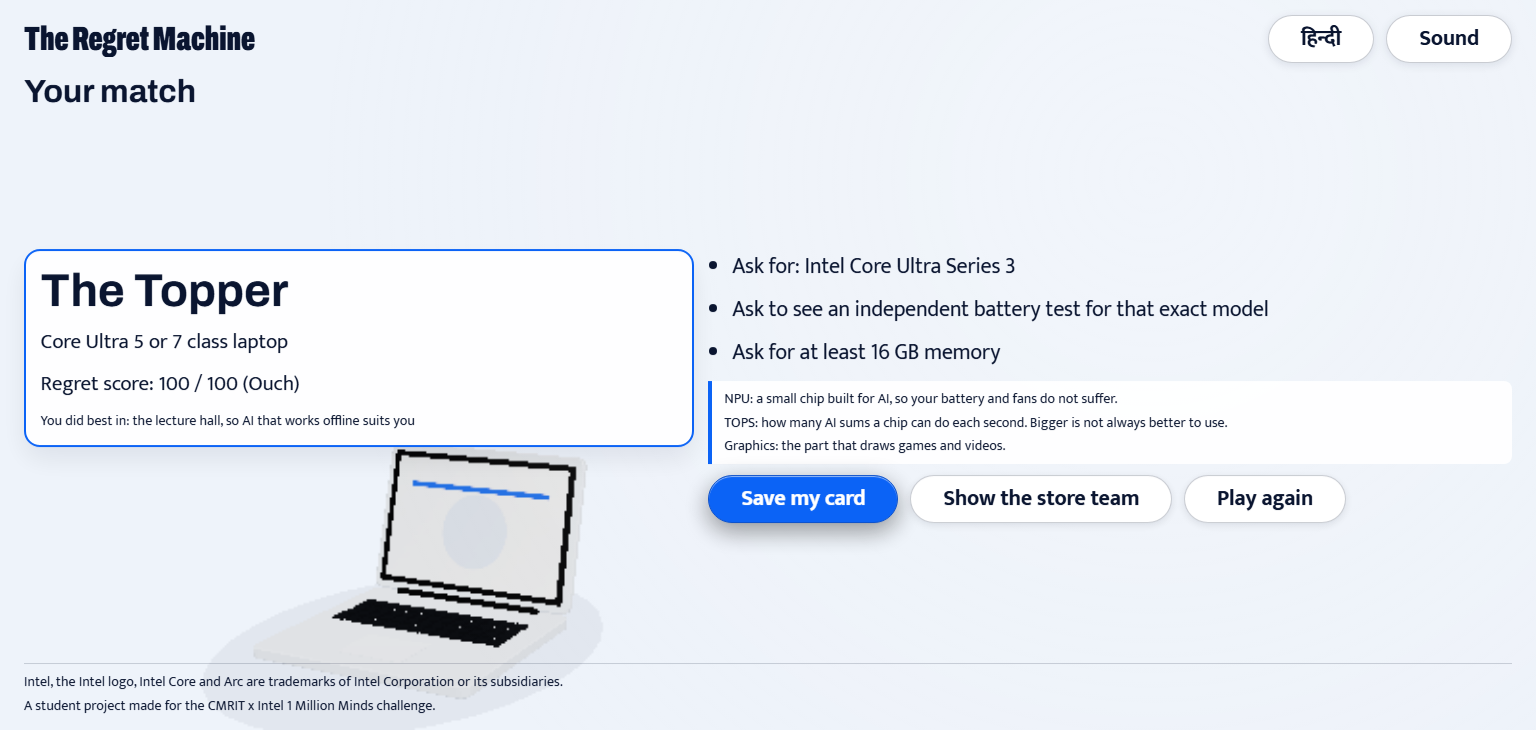 The Regret Machine
हिन्दी
Sound
Your match
The Topper
Core Ultra 5 or 7 class laptop
Regret score: 100 / 100 (Ouch)
You did best in: the lecture hall, so AI that works offline suits you
Ask for: Intel Core Ultra Series 3
Ask to see an independent battery test for that exact model
Ask for at least 16 GB memory
NPU: a small chip built for AI, so your battery and fans do not suffer.
TOPS: how many AI sums a chip can do each second. Bigger is not always better to use.
Graphics: the part that draws games and videos.
Save my card
Show the store team
Play again
Intel, the Intel logo, Intel Core and Arc are trademarks of Intel Corporation or its subsidiaries.
A student project made for the CMRIT x Intel 1 Million Minds challenge.